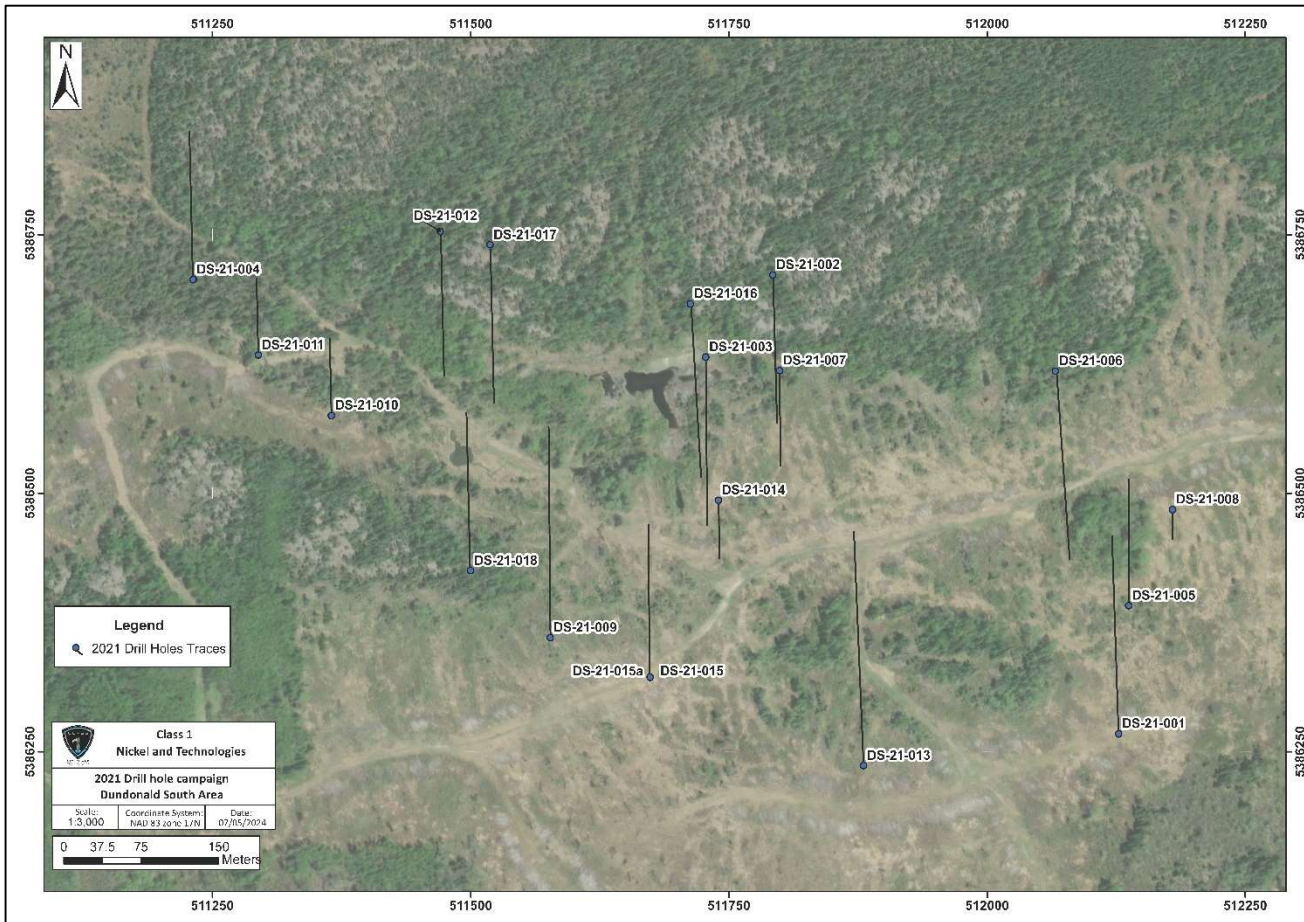 511250 511500 511750 512000 512250
N
5386750 5386750
DS-21-012
DS-21-017
DS-21-002
DS-21-004
DS-21-016
DS-21-003
DS-21-011
DS-21-007
DS-21-006
DS-21-010
5386500 5386500
DS-21-014
DS-21-008
DS-21-018
DS-21-005
DS-21-009
DS-21-015a DS-21-015
DS-21-001
DS-21-013
5386250 5386250
Legend
2021 Drill Holes Traces
Class 1
Nickel and Technologies
2021 Drill hole campaign
Dundonald South Area
Scale: Coordinate System: Date:
1:3,000 NAD 83 zone 17N 07/05/2024
0 37.5 75 150
Meters
511250 511500 511750 512000 512250